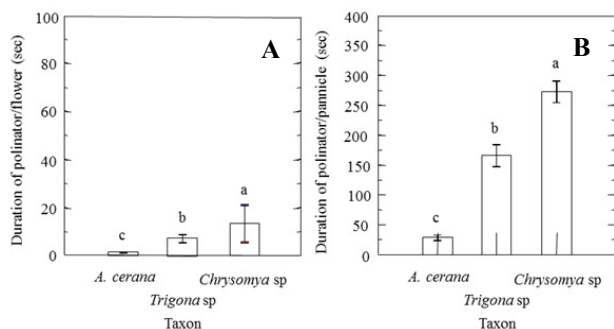 Duration of polinator/flower (sec)
100
80
60
40
20
0
A
c
b
a
A. cerana
Chrysomya sp
Trigona sp
Taxon
Duration of polinator/pannicle (sec)
400
350
300
250
200
150
100
50
0
B
c
b
a
A. cerana
Chrysomya sp
Trigona sp
Taxon